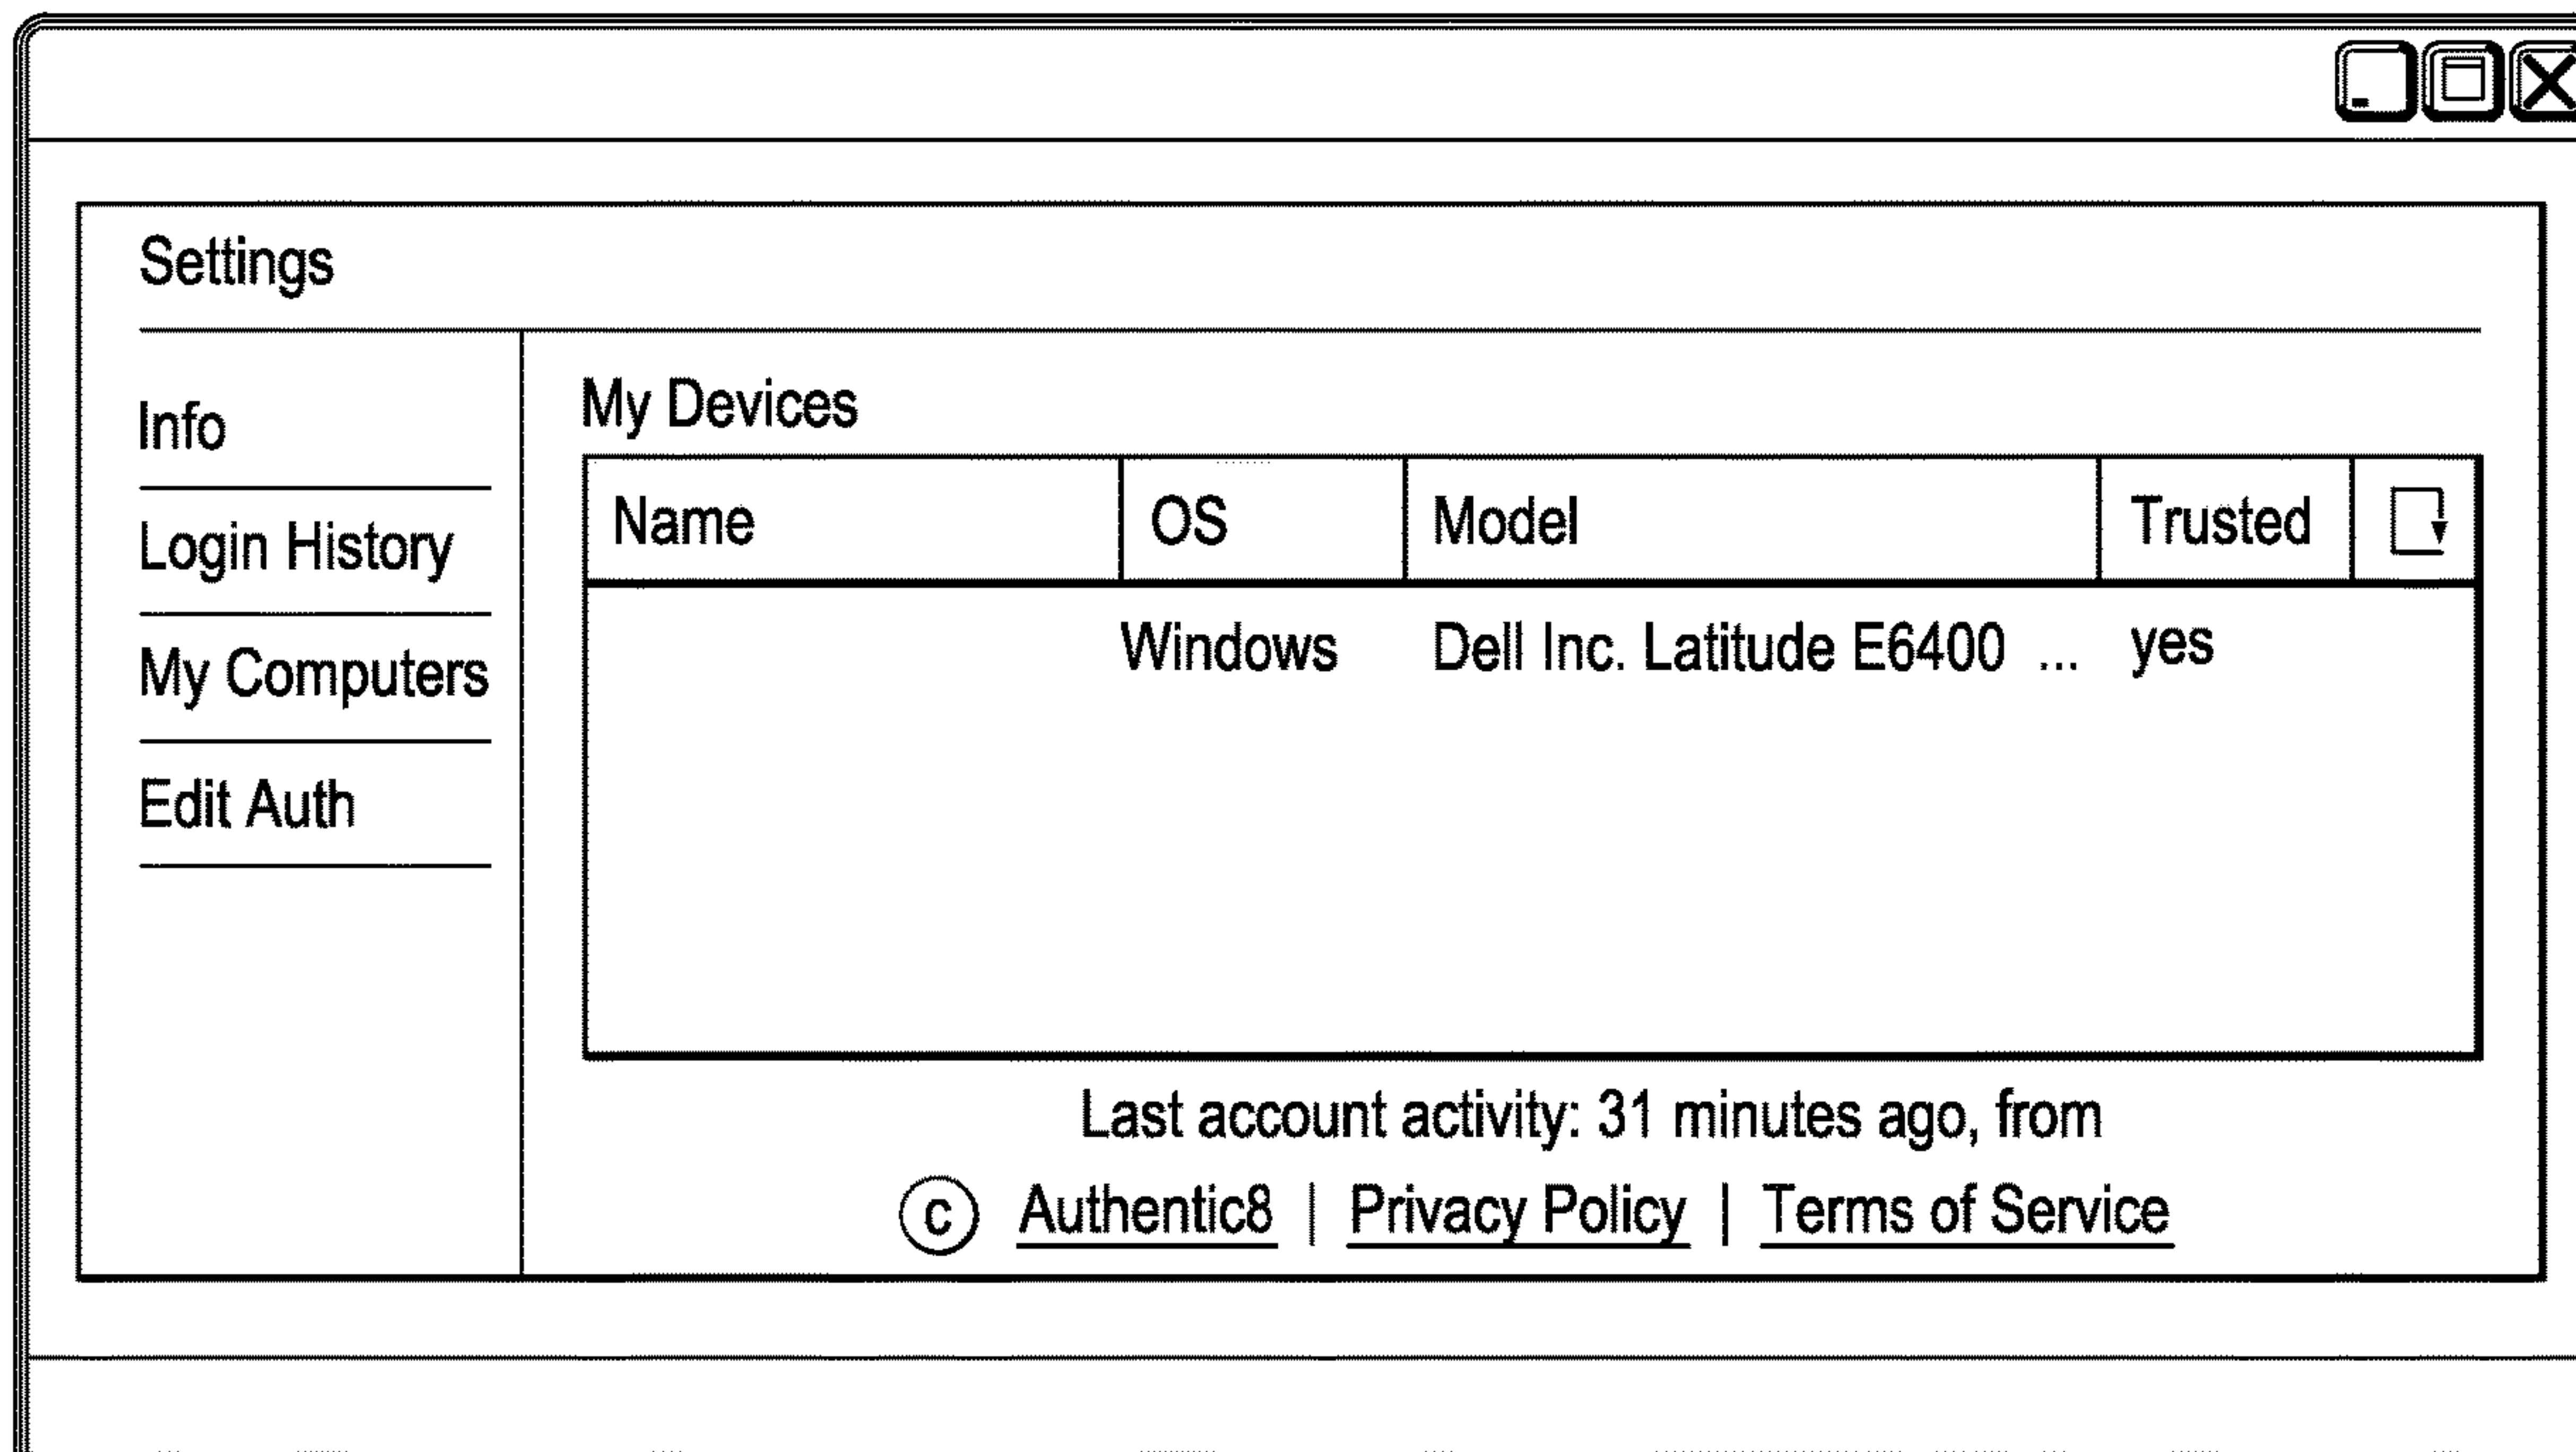 Settings
Info
Login History
My Computers
Edit Auth
My Devices
Name OS Model Trusted
Windows Dell Inc. Latitude E6400 ... yes
Last account activity: 31 minutes ago, from
© Authentic8 | Privacy Policy | Terms of Service